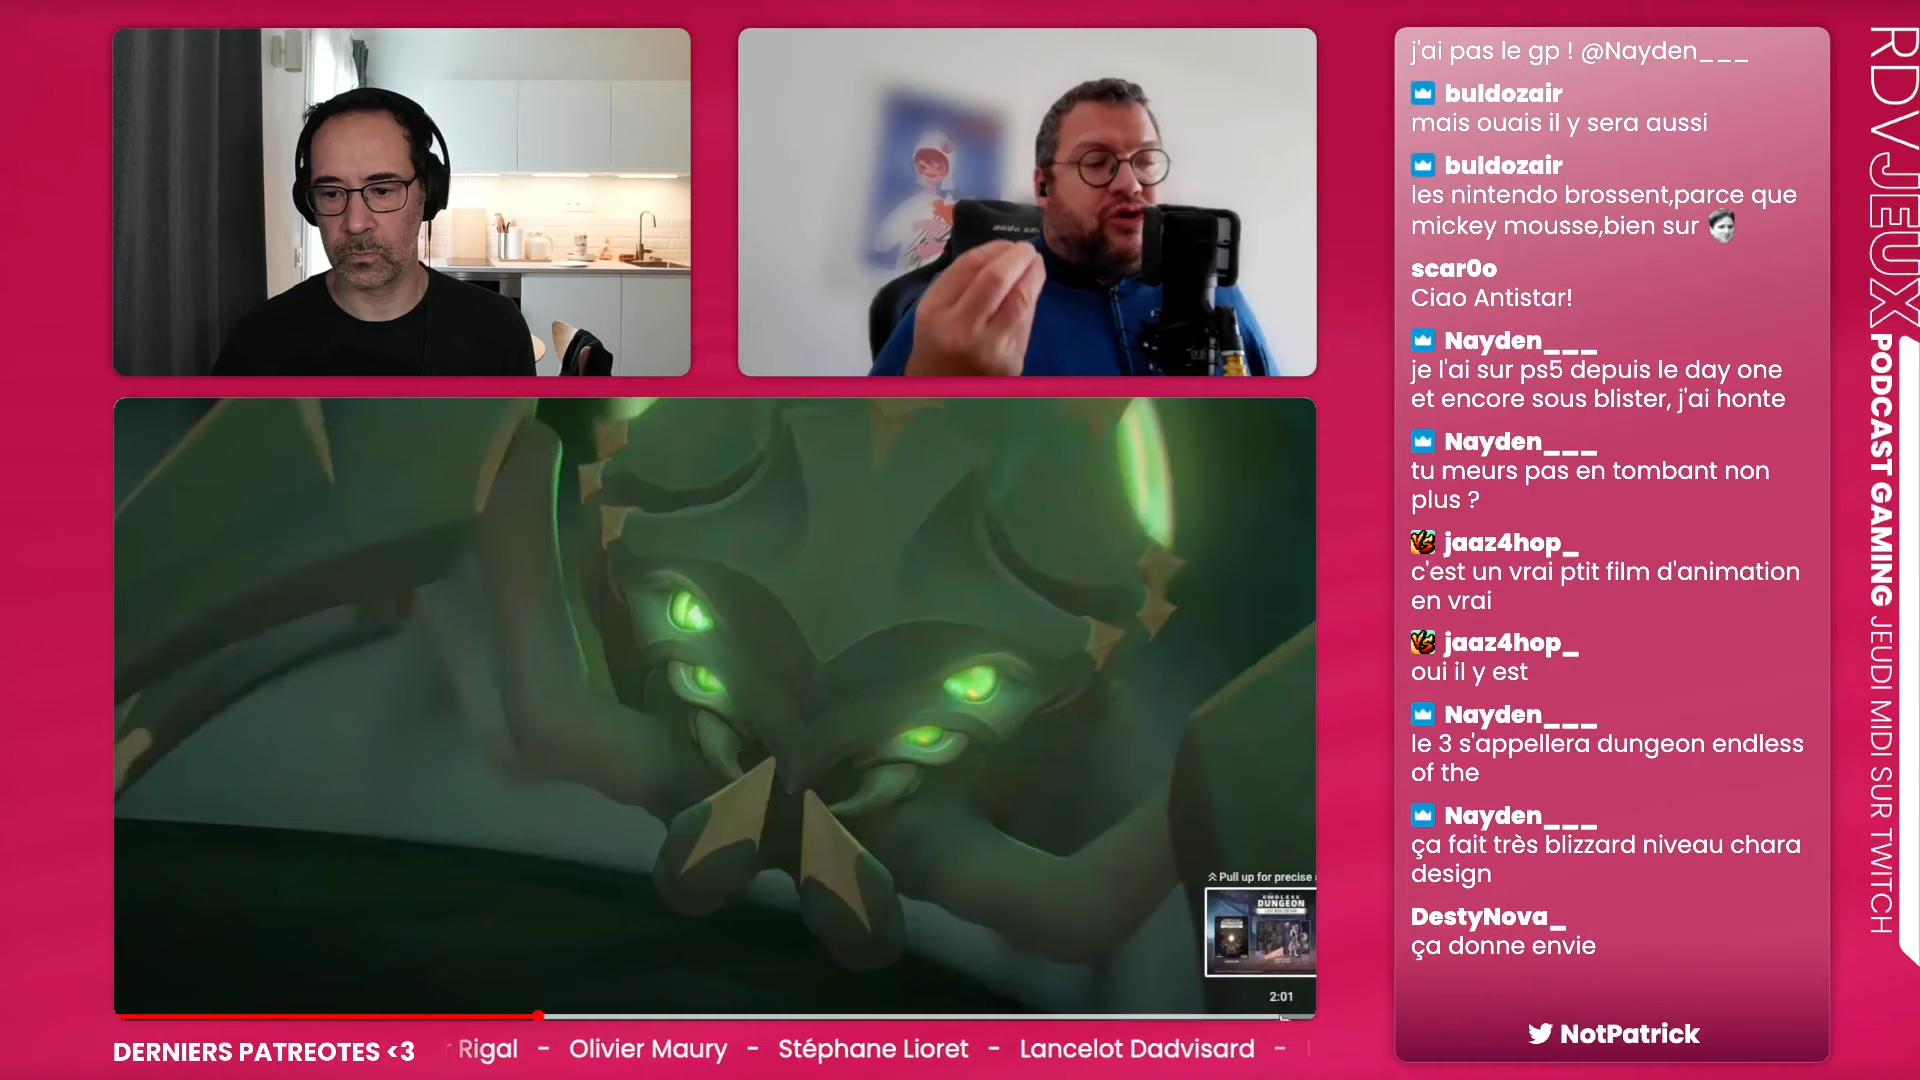 j'ai pas le gp ! @Nayden___
buldozair
mais ouais il y sera aussi
buldozair
les nintendo brossent,parce que
mickey mousse,bien sur
scar0o
Ciao Antistar!
Nayden___
je l'ai sur ps5 depuis le day one
et encore sous blister, j'ai honte
Nayden___
tu meurs pas en tombant non
plus ?
jaaz4hop_
c'est un vrai ptit film d'animation
en vrai
jaaz4hop_
oui il y est
Nayden___
le 3 s'appellera dungeon endless
of the
Nayden___
ça fait très blizzard niveau chara
design
DestyNova_
ça donne envie
NotPatrick
RDVJEUX PODCAST GAMING JEUDI MIDI SUR TWITCH
Pull up for precise
ENDLESS
DUNGEON
2:01
DERNIERS PATREOTES <3
Rigal - Olivier Maury - Stéphane Lioret - Lancelot Dadvisard -